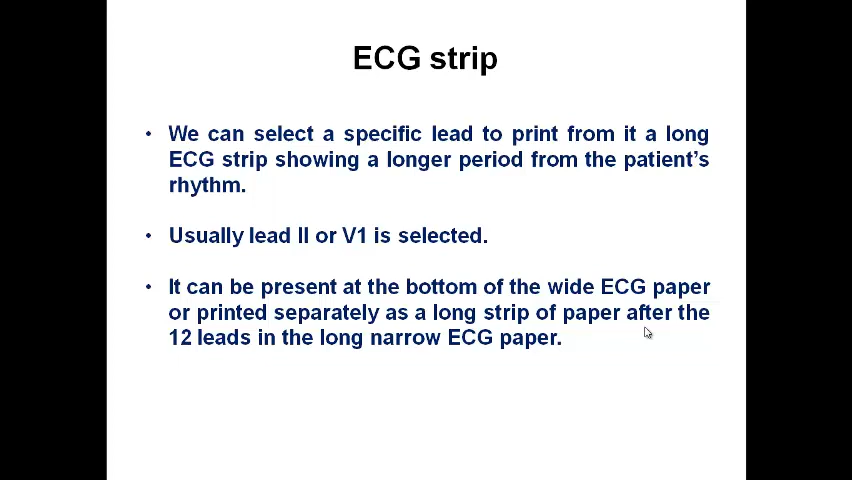 ECG strip
• We can select a specific lead to print from it a long
ECG strip showing a longer period from the patient's
rhythm.
• Usually lead II or V1 is selected.
• It can be present at the bottom of the wide ECG paper
or printed separately as a long strip of paper after the
12 leads in the long narrow ECG paper.